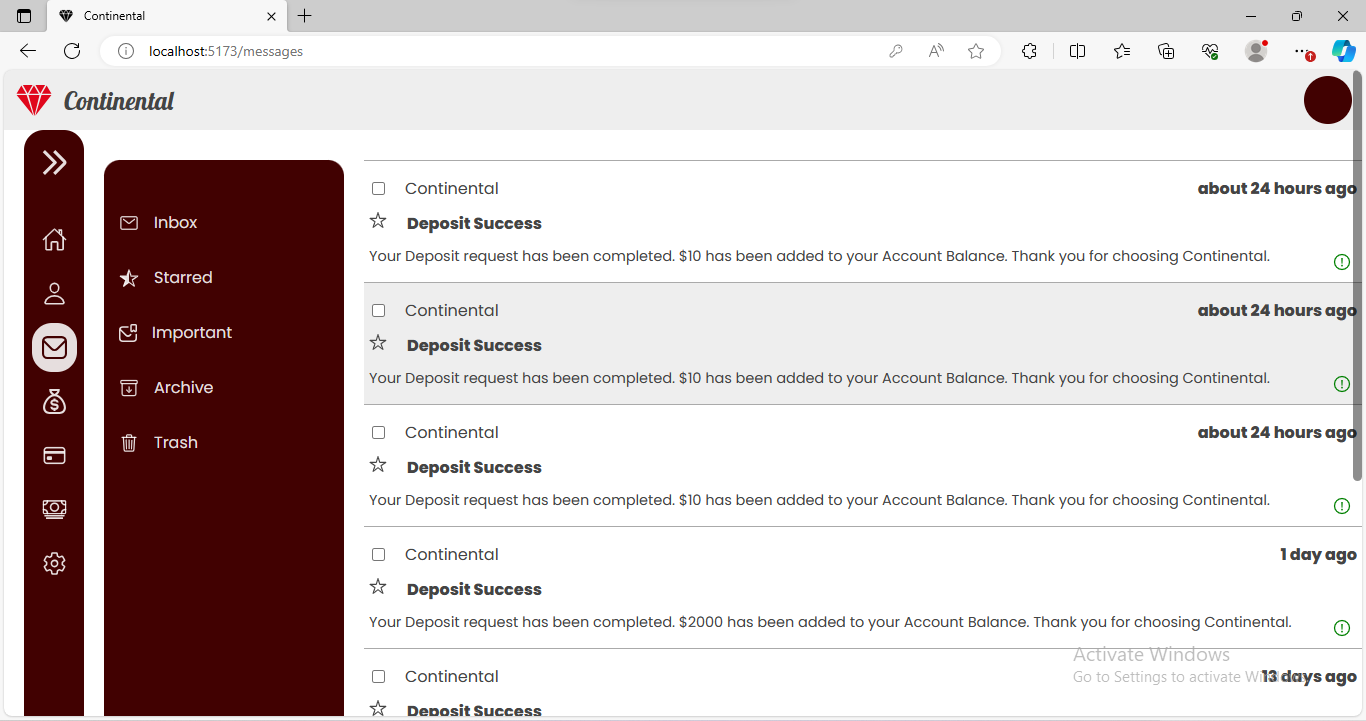 Continental
localhost:5173/messages
Continental
Inbox
Starred
Important
Archive
Trash
Continental about 24 hours ago
Deposit Success
Your Deposit request has been completed. $10 has been added to your Account Balance. Thank you for choosing Continental.
Continental about 24 hours ago
Deposit Success
Your Deposit request has been completed. $10 has been added to your Account Balance. Thank you for choosing Continental.
Continental about 24 hours ago
Deposit Success
Your Deposit request has been completed. $10 has been added to your Account Balance. Thank you for choosing Continental.
Continental 1 day ago
Deposit Success
Your Deposit request has been completed. $2000 has been added to your Account Balance. Thank you for choosing Continental.
Activate Windows
Go to Settings to activate Windows.
Continental 13 days ago
Deposit Success